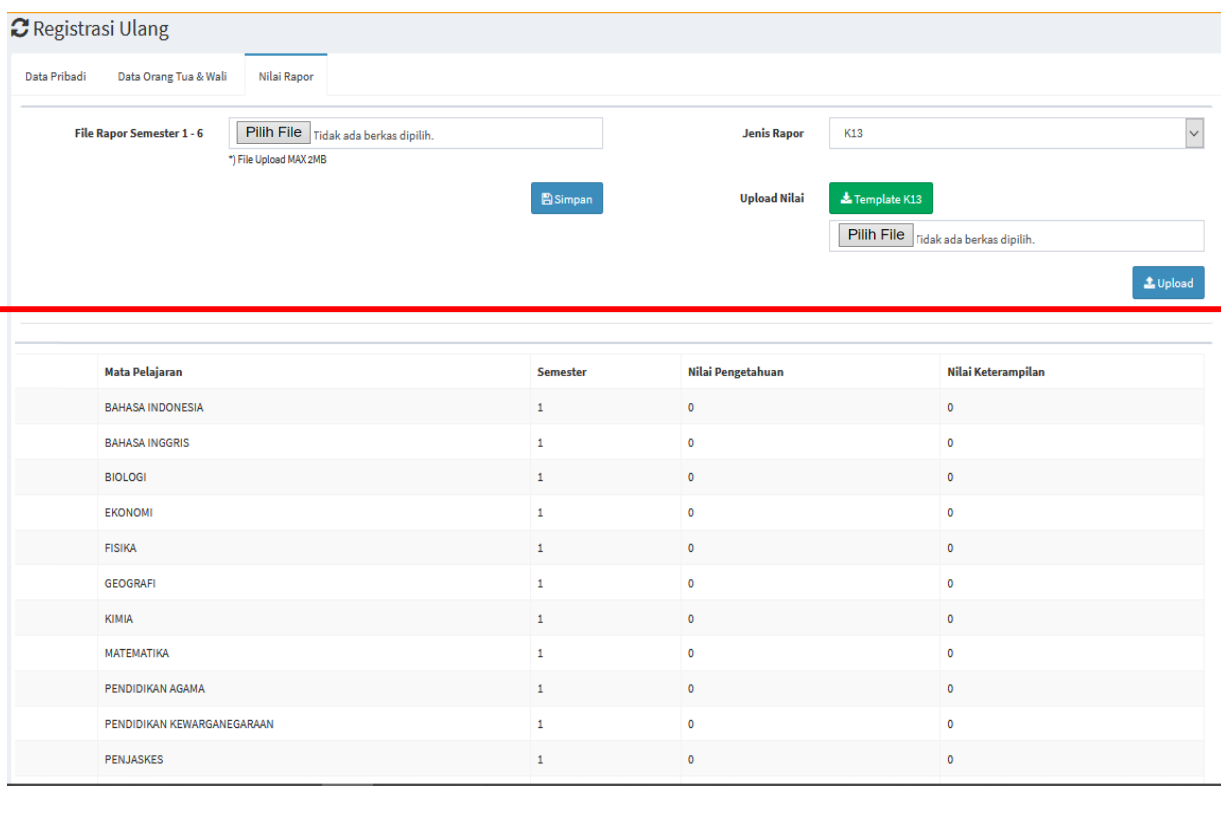 Registrasi Ulang
Data Pribadi Data Orang Tua & Wali Nilai Rapor
File Rapor Semester 1 - 6 Pilih File Tidak ada berkas dipilih. Jenis Rapor K13
*) File Upload MAX 2MB
Simpan Upload Nilai Template K13
Pilih File Tidak ada berkas dipilih.
Upload
Mata Pelajaran Semester Nilai Pengetahuan Nilai Keterampilan
BAHASA INDONESIA 1 0 0
BAHASA INGGRIS 1 0 0
BIOLOGI 1 0 0
EKONOMI 1 0 0
FISIKA 1 0 0
GEOGRAFI 1 0 0
KIMIA 1 0 0
MATEMATIKA 1 0 0
PENDIDIKAN AGAMA 1 0 0
PENDIDIKAN KEWARGANEGARAAN 1 0 0
PENJASKES 1 0 0